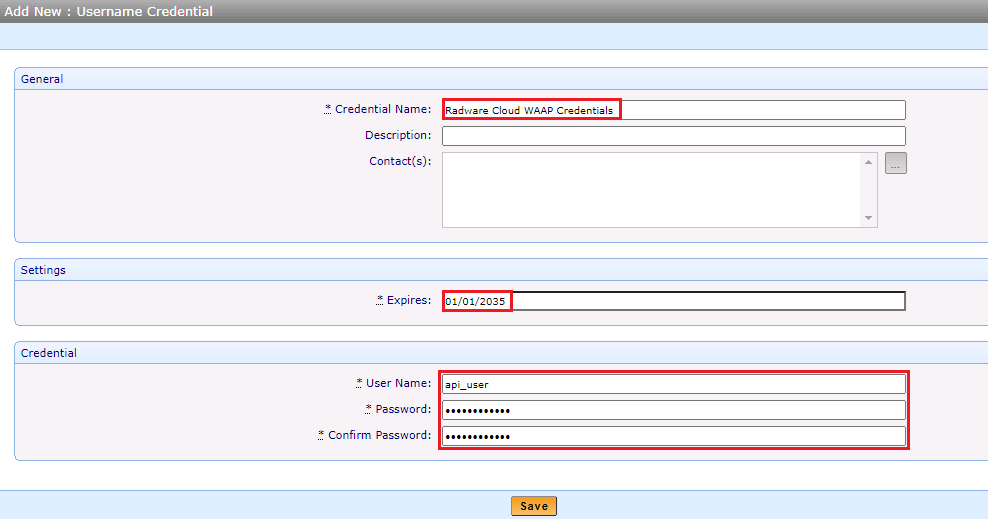 Add New : Username Credential
General
* Credential Name: Radware Cloud WAAP Credentials
Description:
Contact(s):
...
Settings
* Expires: 01/01/2035
Credential
* User Name: api_user
* Password: ••••••••••••
* Confirm Password: ••••••••••••
Save